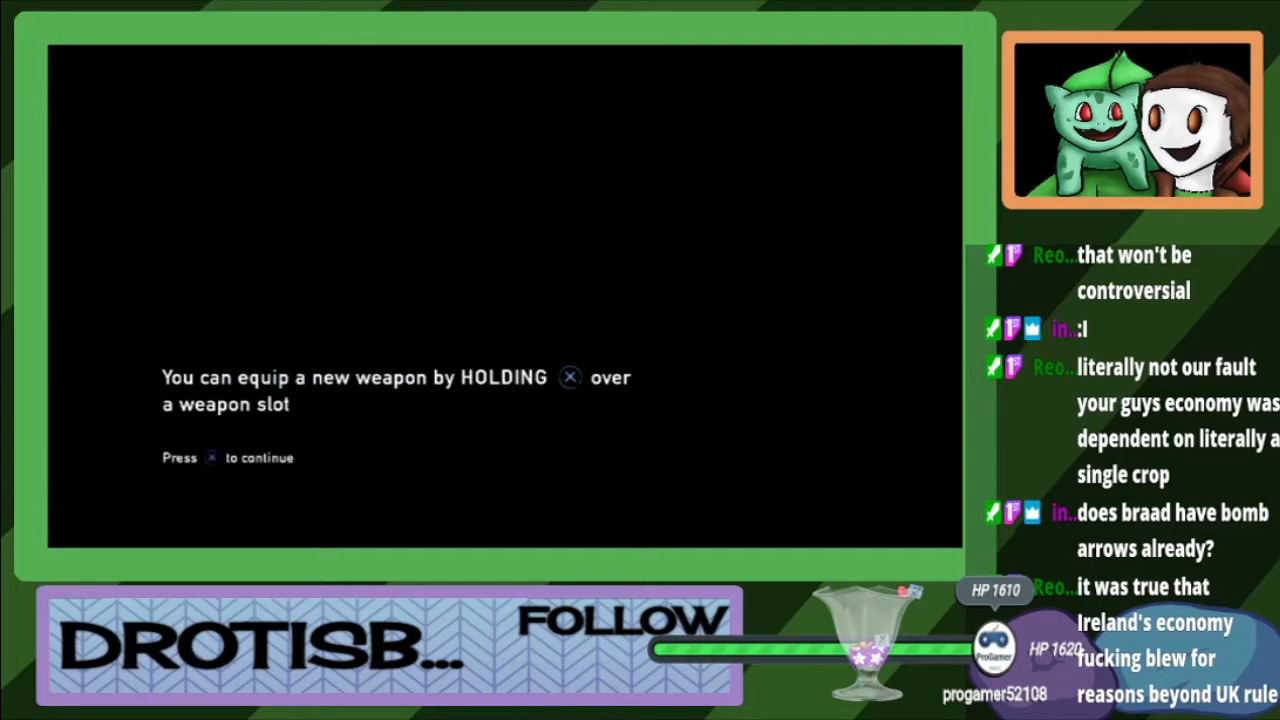 that won't be
controversial
Reo...
in.. :I
Reo... literally not our fault
your guys economy was
dependent on literally a
single crop
in.. does braad have bomb
arrows already?
Reo... it was true that
Ireland's economy
fucking blew for
reasons beyond UK rule
You can equip a new weapon by HOLDING over
a weapon slot
Press to continue
DROTISB...
FOLLOW
HP 1610
HP 1620
ProGamer
progamer52108